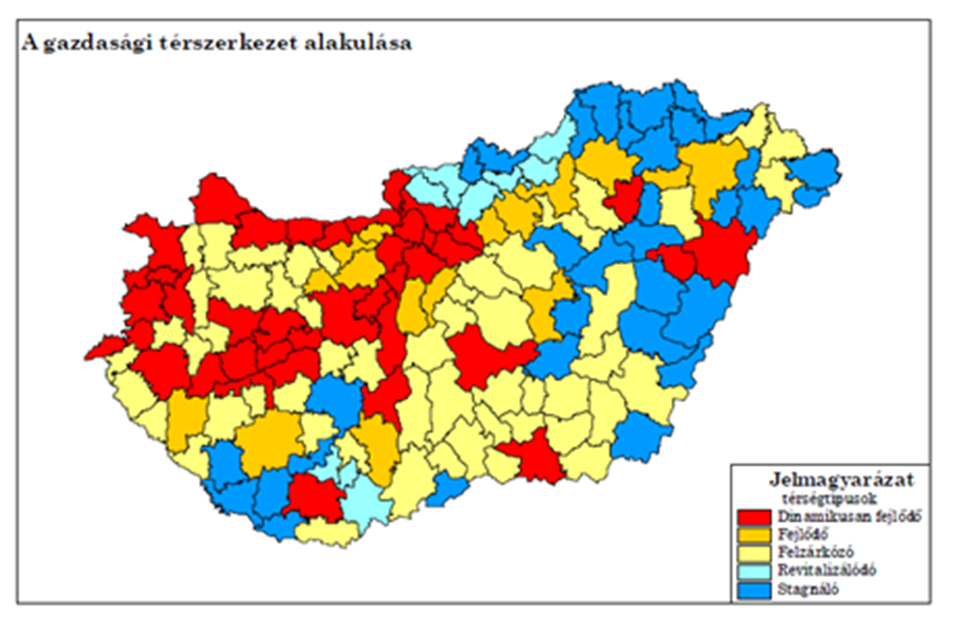 A gazdasági térszerkezet alakulása
Jelmagyarázat
térségtípusok
Dinamikusan fejlődő
Fejlődő
Felzárkózó
Revitalizálódó
Stagnáló